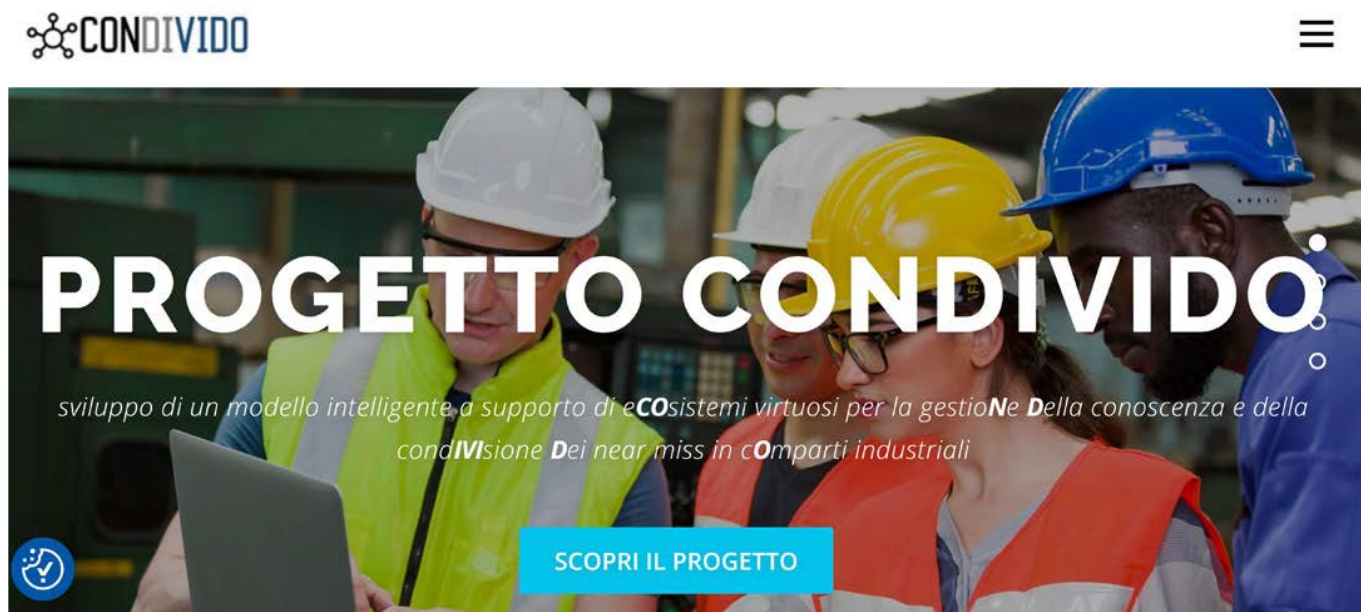 CONDIVIDO
PROGETTO CONDIVIDO
sviluppo di un modello intelligente a supporto di eCOsistemi virtuosi per la gestioNe Della conoscenza e della
condIVIsione Dei near miss in cOmparti industriali
SCOPRI IL PROGETTO